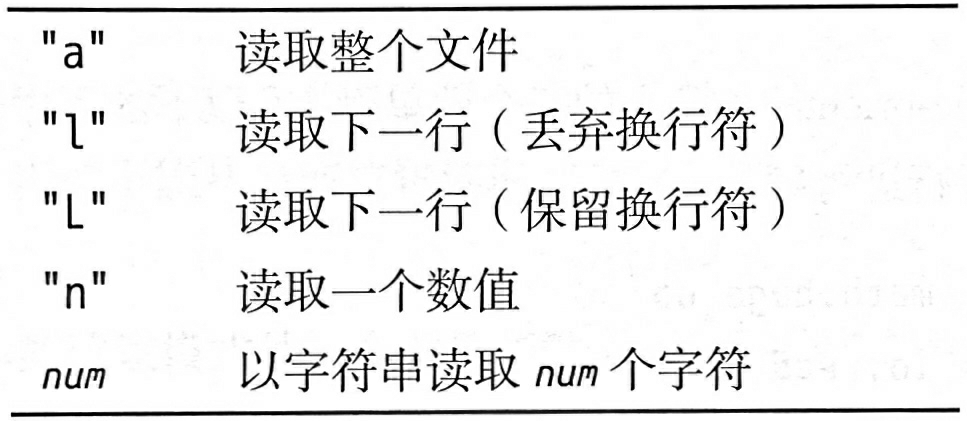 "a" 读取整个文件
"l" 读取下一行（丢弃换行符）
"L" 读取下一行（保留换行符）
"n" 读取一个数值
num 以字符串读取 num 个字符